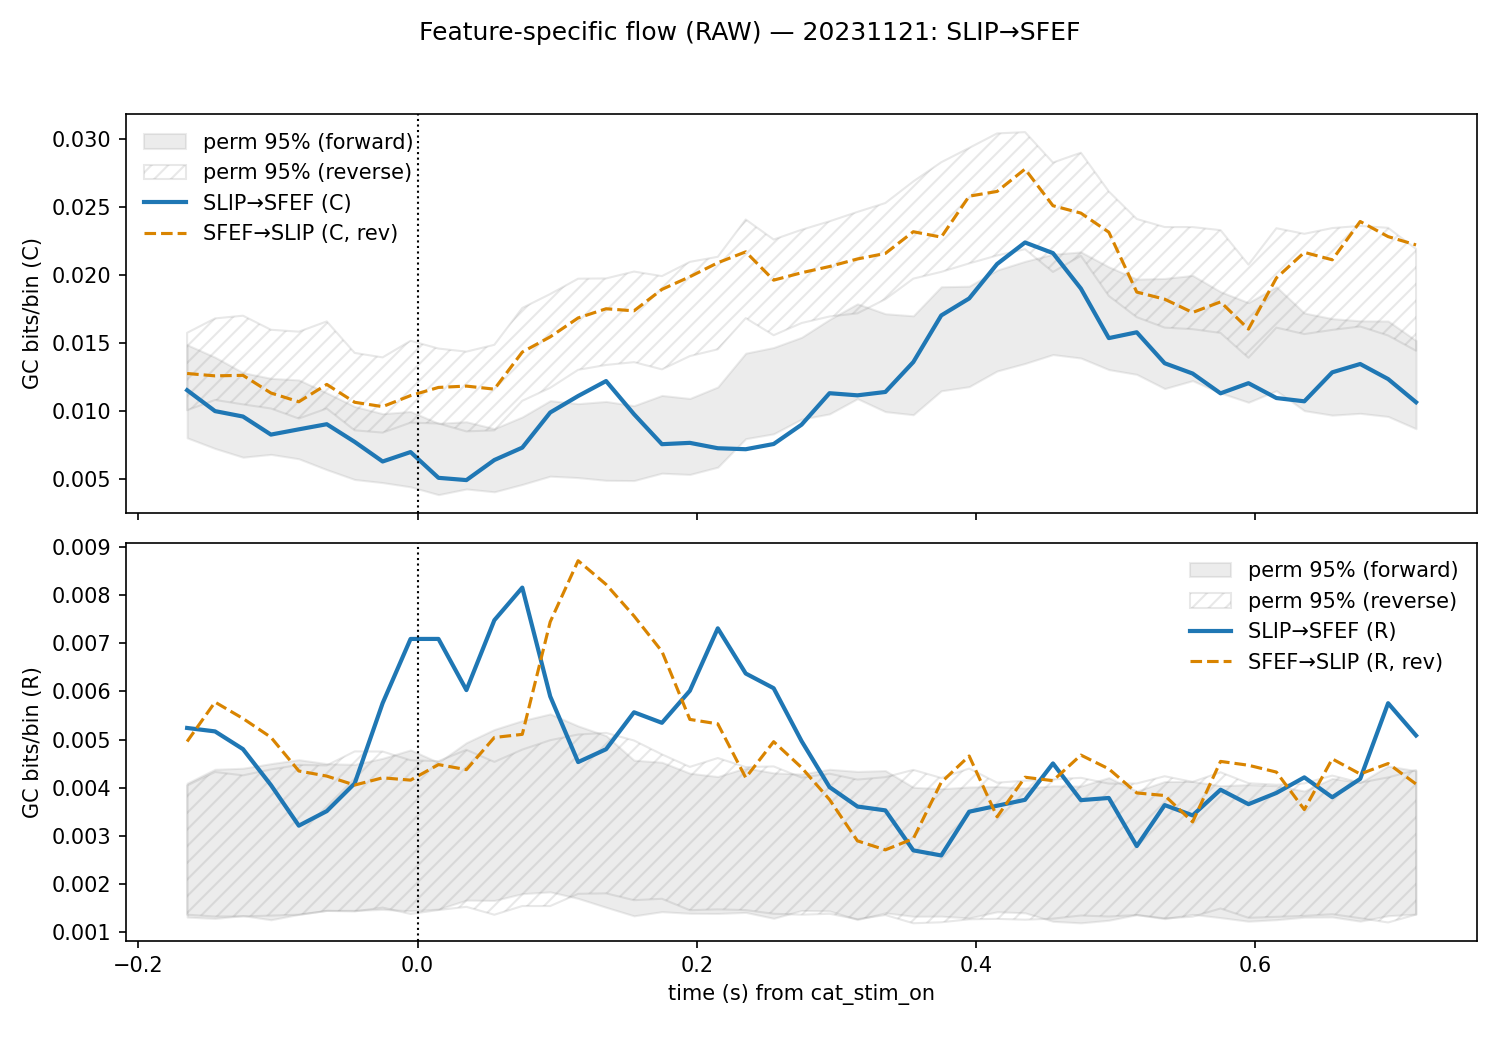 Feature-specific flow (RAW) — 20231121: SLIP→SFEF
0.030
0.025
0.020
0.015
0.010
0.005
GC bits/bin (C)
perm 95% (forward)
perm 95% (reverse)
SLIP→SFEF (C)
SFEF→SLIP (C, rev)
0.009
0.008
0.007
0.006
0.005
0.004
0.003
0.002
0.001
GC bits/bin (R)
perm 95% (forward)
perm 95% (reverse)
SLIP→SFEF (R)
SFEF→SLIP (R, rev)
−0.2 0.0 0.2 0.4 0.6
time (s) from cat_stim_on